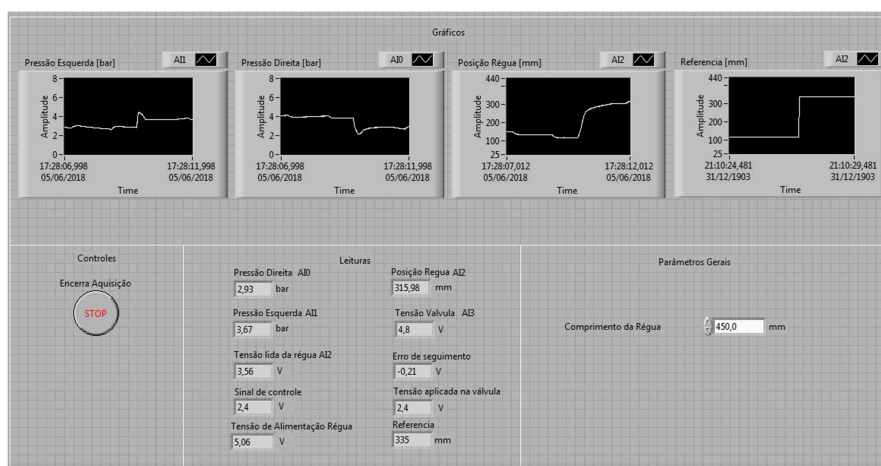 Gráficos
Pressão Esquerda [bar] AI1
8
6
4
2
0
Amplitude
17:28:06,998 17:28:11,998
05/06/2018 05/06/2018
Time
Pressão Direita [bar] AI0
8
6
4
2
0
Amplitude
17:28:06,998 17:28:11,998
05/06/2018 05/06/2018
Time
Posição Régua [mm] AI2
440
300
200
100
25
Amplitude
17:28:07,012 17:28:12,012
05/06/2018 05/06/2018
Time
Referencia [mm] AI2
440
300
200
100
25
Amplitude
21:10:24,481 21:10:29,481
31/12/1903 31/12/1903
Time
Controles
Encerra Aquisição
STOP
Leituras
Pressão Direita AI0
2,93 bar
Pressão Esquerda AI1
3,67 bar
Tensão lida da régua AI2
3,56 V
Sinal de controle
2,4 V
Tensão de Alimentação Régua
5,06 V
Posição Regua AI2
315,98 mm
Tensão Valvula AI3
4,8 V
Erro de seguimento
-0,21 V
Tensão aplicada na válvula
2,4 V
Referencia
335 mm
Parâmetros Gerais
Comprimento da Régua 450,0 mm